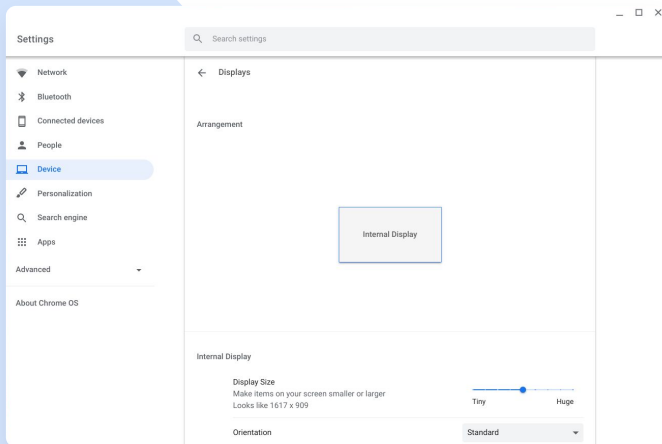 Settings
Search settings
Network
Bluetooth
Connected devices
People
Device
Personalization
Search engine
Apps
Advanced
About Chrome OS
Displays
Arrangement
Internal Display
Internal Display
Display Size
Make items on your screen smaller or larger
Looks like 1617 x 909
Tiny Huge
Orientation Standard